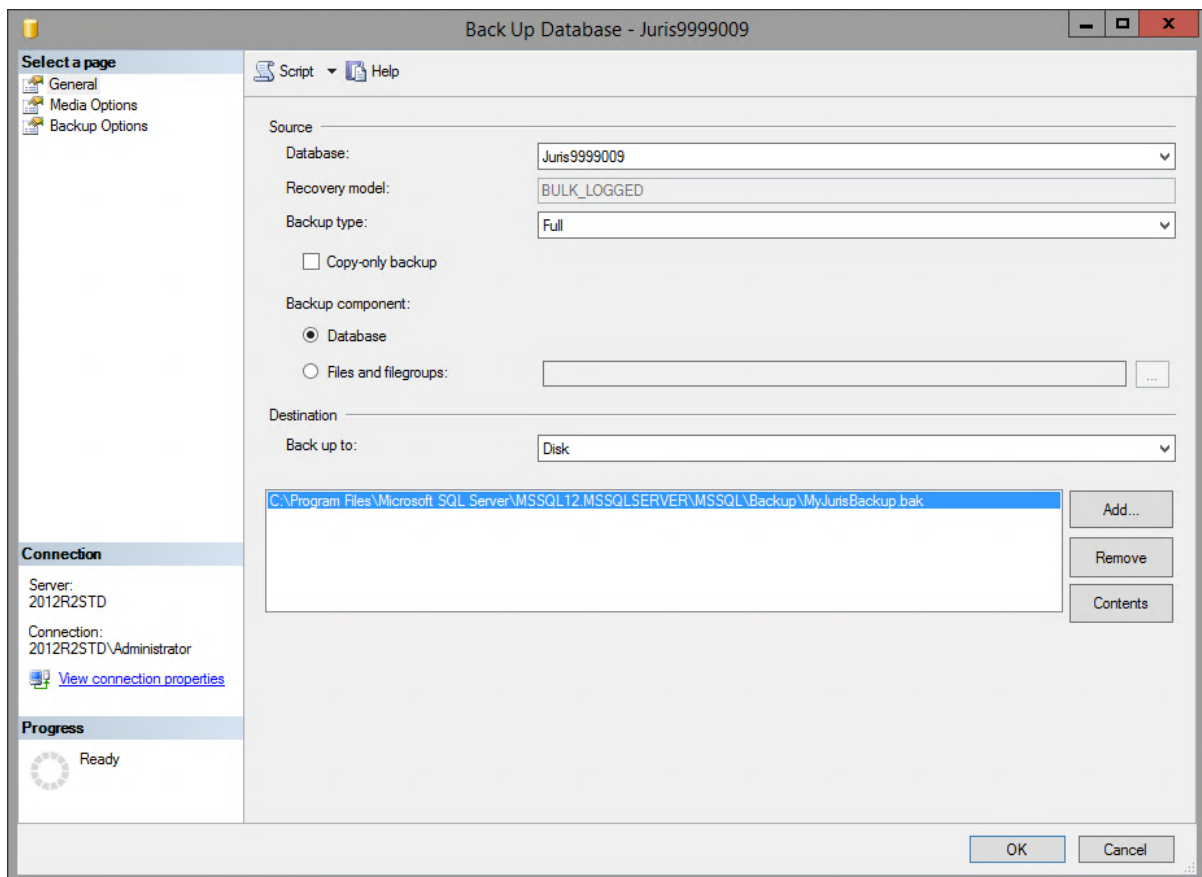 Back Up Database - Juris9999009
Select a page
General
Media Options
Backup Options
Script
Help
Source
Database:
Juris9999009
Recovery model:
BULK_LOGGED
Backup type:
Full
Copy-only backup
Backup component:
Database
Files and filegroups:
...
Destination
Back up to:
Disk
C:\Program Files\Microsoft SQL Server\MSSQL12.MSSQLSERVER\MSSQL\Backup\MyJurisBackup.bak
Add...
Remove
Contents
Connection
Server:
2012R2STD
Connection:
2012R2STD\Administrator
View connection properties
Progress
Ready
OK
Cancel